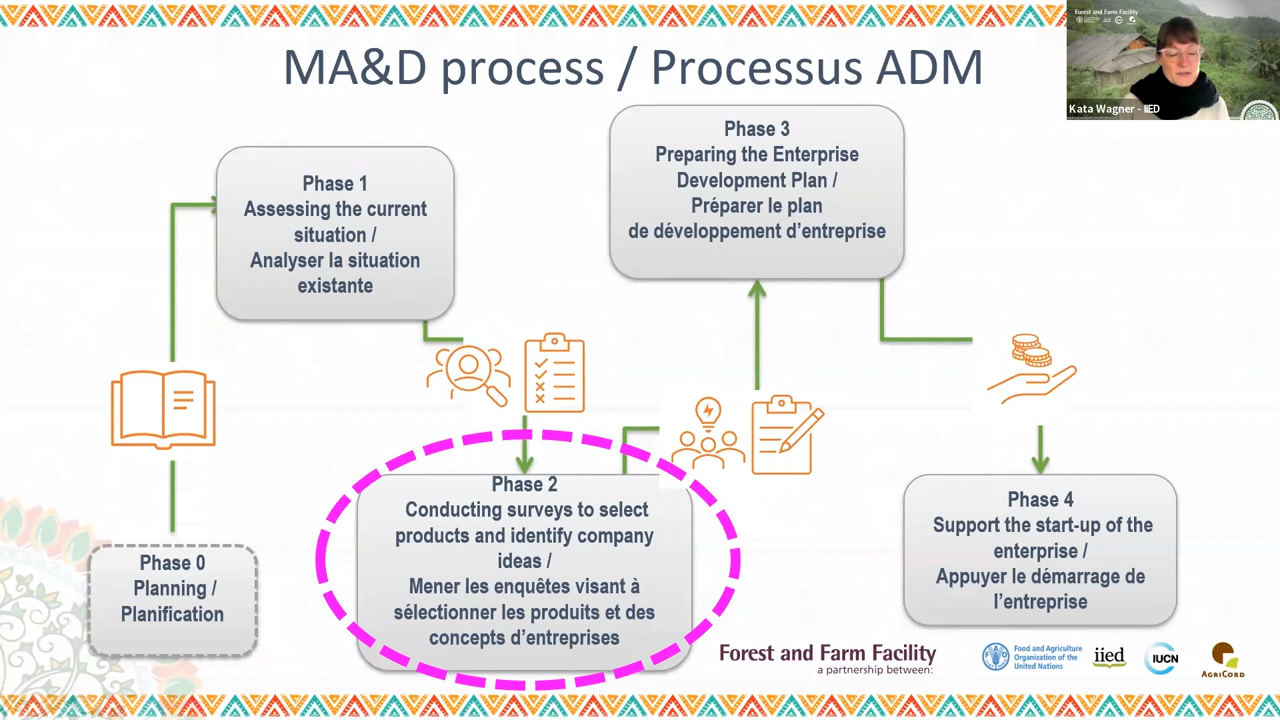 MA&D process / Processus ADM
Forest and Farm Facility
Kata Wagner - IIED
Phase 1
Assessing the current
situation /
Analyser la situation
existante
Phase 3
Preparing the Enterprise
Development Plan /
Préparer le plan
de développement d'entreprise
Phase 0
Planning /
Planification
Phase 2
Conducting surveys to select
products and identify company
ideas /
Mener les enquêtes visant à
sélectionner les produits et des
concepts d'entreprises
Phase 4
Support the start-up of the
enterprise /
Appuyer le démarrage de
l'entreprise
Forest and Farm Facility
a partnership between:
Food and Agriculture
Organization of the
United Nations
iied
IUCN
AGRICORD